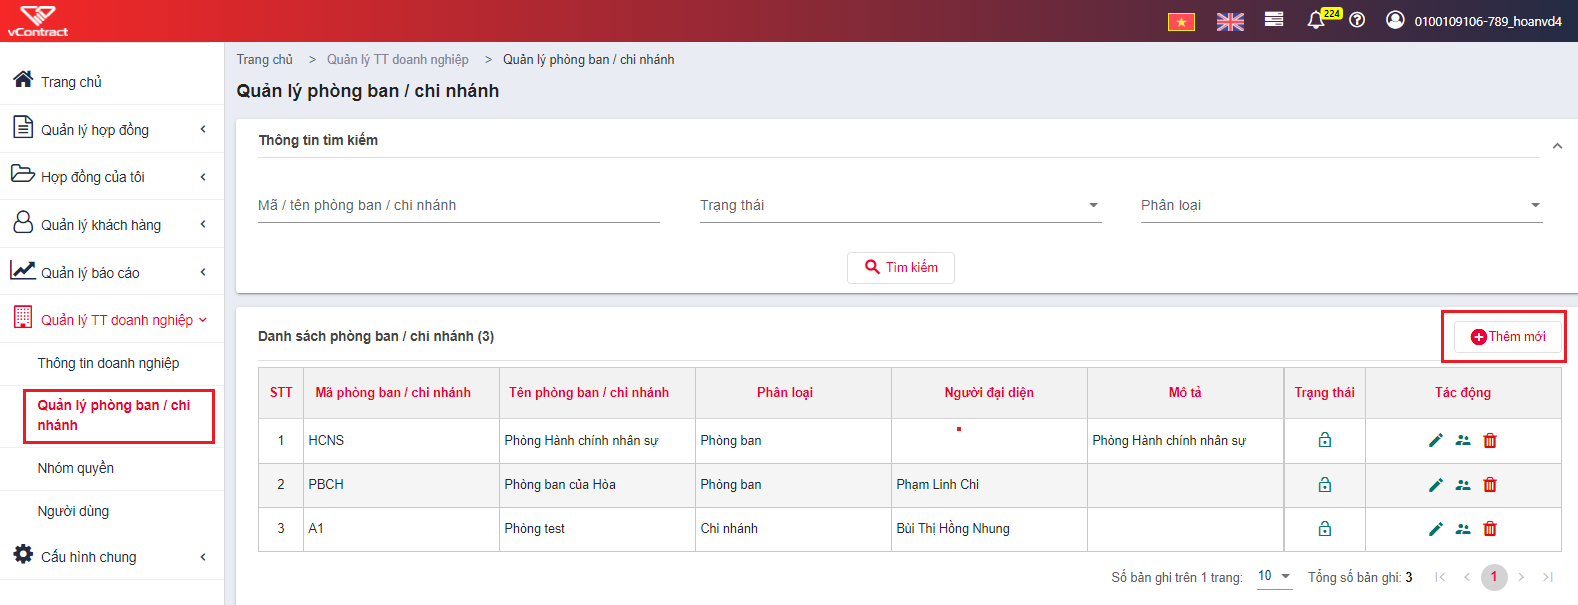 vContract
224
0100109106-789_hoanvd4
Trang chủ
Quản lý hợp đồng
Hợp đồng của tôi
Quản lý khách hàng
Quản lý báo cáo
Quản lý TT doanh nghiệp
Thông tin doanh nghiệp
Quản lý phòng ban / chi
nhánh
Nhóm quyền
Người dùng
Cấu hình chung
Trang chủ > Quản lý TT doanh nghiệp > Quản lý phòng ban / chi nhánh
Quản lý phòng ban / chi nhánh
Thông tin tìm kiếm
Mã / tên phòng ban / chi nhánh Trạng thái Phân loại
Tìm kiếm
Danh sách phòng ban / chi nhánh (3) Thêm mới
STT Mã phòng ban / chi nhánh Tên phòng ban / chi nhánh Phân loại Người đại diện Mô tả Trạng thái Tác động
1 HCNS Phòng Hành chính nhân sự Phòng ban Phòng Hành chính nhân sự
2 PBCH Phòng ban của Hòa Phòng ban Phạm Linh Chi
3 A1 Phòng test Chi nhánh Bùi Thị Hồng Nhung
Số bản ghi trên 1 trang: 10 Tổng số bản ghi: 3 1